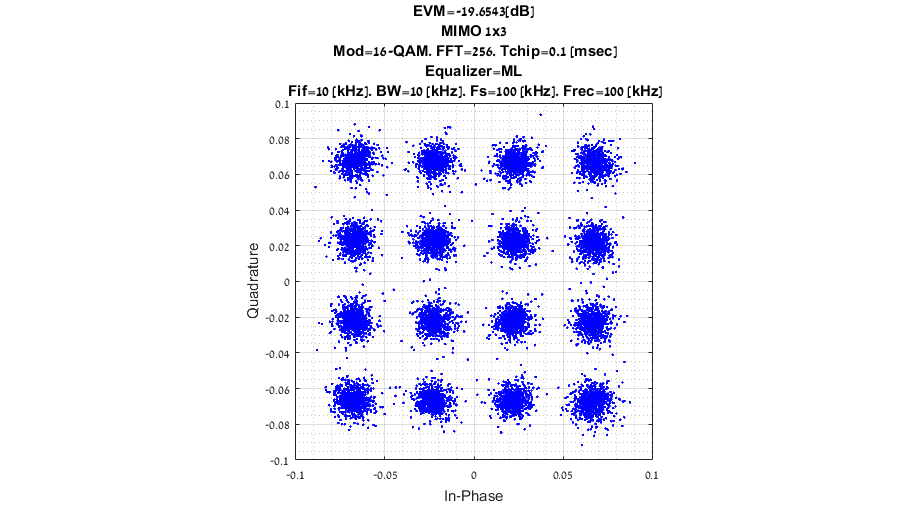 EVM=-19.6543[dB]
MIMO 1x3
Mod=16-QAM. FFT=256. Tchip=0.1 [msec]
Equalizer=ML
Fif=10 [kHz]. BW=10 [kHz]. Fs=100 [kHz]. Frec=100 [kHz]
0.1
0.08
0.06
0.04
0.02
0
-0.02
-0.04
-0.06
-0.08
-0.1
Quadrature
-0.1 -0.05 0 0.05 0.1
In-Phase